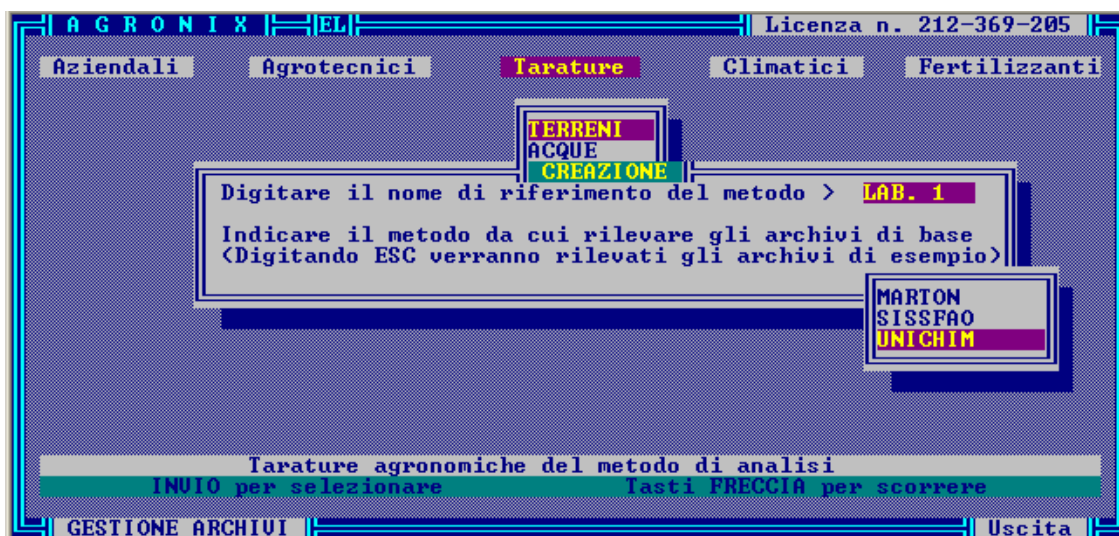 AGRONIX EL Licenza n. 212-369-205
Aziendali Agrotecnici Tarature Climatici Fertilizzanti
TERRENI
ACQUE
CREAZIONE
Digitare il nome di riferimento del metodo > LAB. 1
Indicare il metodo da cui rilevare gli archivi di base
(Digitando ESC verranno rilevati gli archivi di esempio)
MARTON
SISSFAO
UNICHIM
Tarature agronomiche del metodo di analisi
INVIO per selezionare Tasti FRECCIA per scorrere
GESTIONE ARCHIVI Uscita